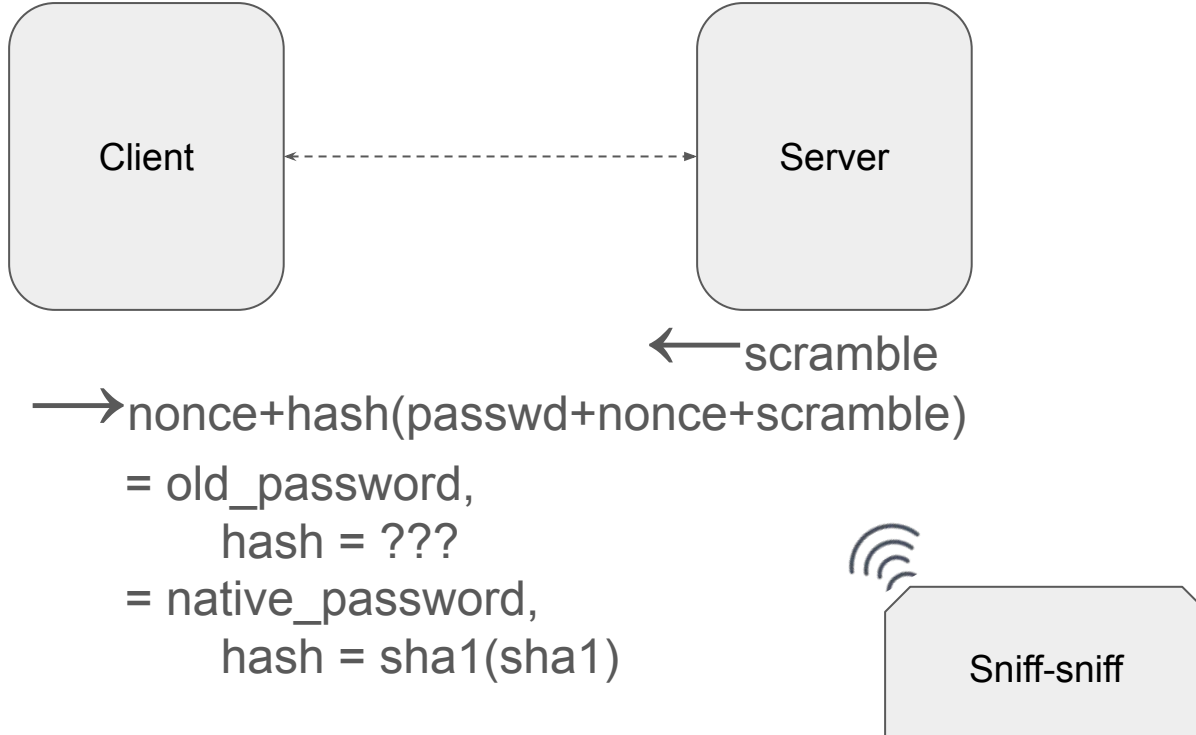 Client
Server
←scramble
→nonce+hash(passwd+nonce+scramble)
= old_password,
hash = ???
= native_password,
hash = sha1(sha1)
Sniff-sniff